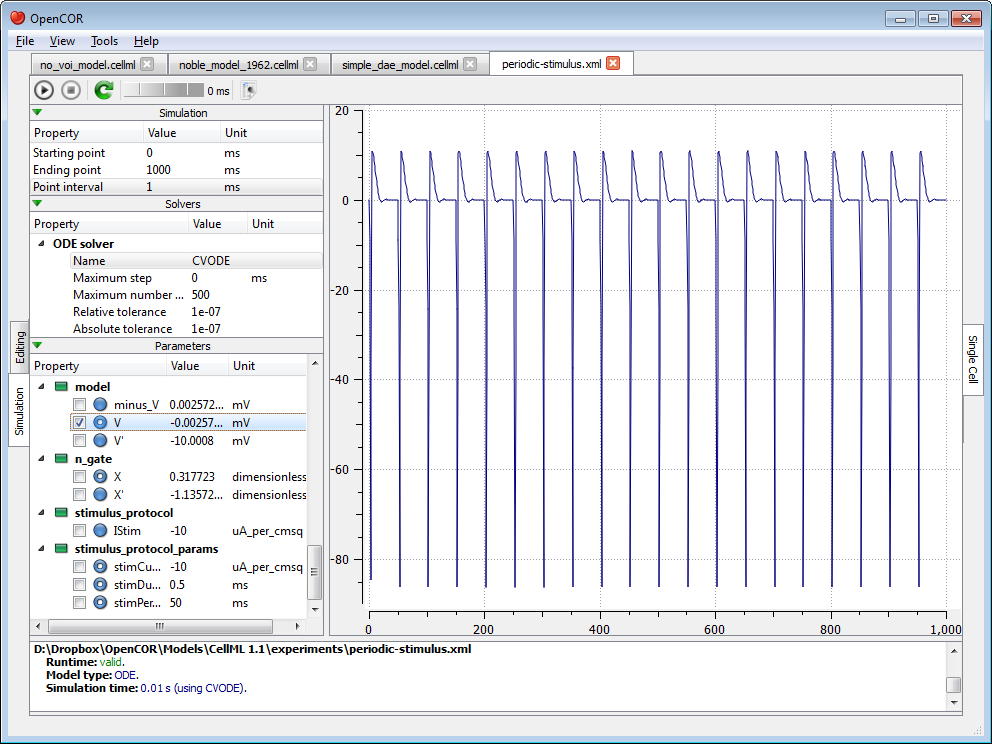 OpenCOR
File View Tools Help
no_voi_model.cellml noble_model_1962.cellml simple_dae_model.cellml periodic-stimulus.xml
0 ms
Simulation
Property Value Unit
Starting point 0 ms
Ending point 1000 ms
Point interval 1 ms
Solvers
Property Value Unit
ODE solver
Name CVODE
Maximum step 0 ms
Maximum number ... 500
Relative tolerance 1e-07
Absolute tolerance 1e-07
Parameters
Property Value Unit
model
minus_V 0.002572... mV
V -0.00257... mV
V' -10.0008 mV
n_gate
X 0.317723 dimensionless
X' -1.13572... dimensionless
stimulus_protocol
IStim -10 uA_per_cmsq
stimulus_protocol_params
stimCu... -10 uA_per_cmsq
stimDu... 0.5 ms
stimPer... 50 ms
Editing
Simulation
20
0
-20
-40
-60
-80
0 200 400 600 800 1,000
Single Cell
D:\Dropbox\OpenCOR\Models\CellML 1.1\experiments\periodic-stimulus.xml
Runtime: valid.
Model type: ODE.
Simulation time: 0.01 s (using CVODE).